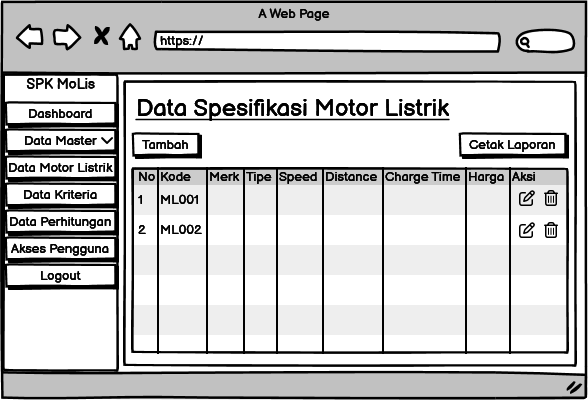 A Web Page
https://
SPK MoLis
Dashboard
Data Master
Data Motor Listrik
Data Kriteria
Data Perhitungan
Akses Pengguna
Logout
Data Spesifikasi Motor Listrik
Tambah
Cetak Laporan
No Kode Merk Tipe Speed Distance Charge Time Harga Aksi
1 ML001
2 ML002